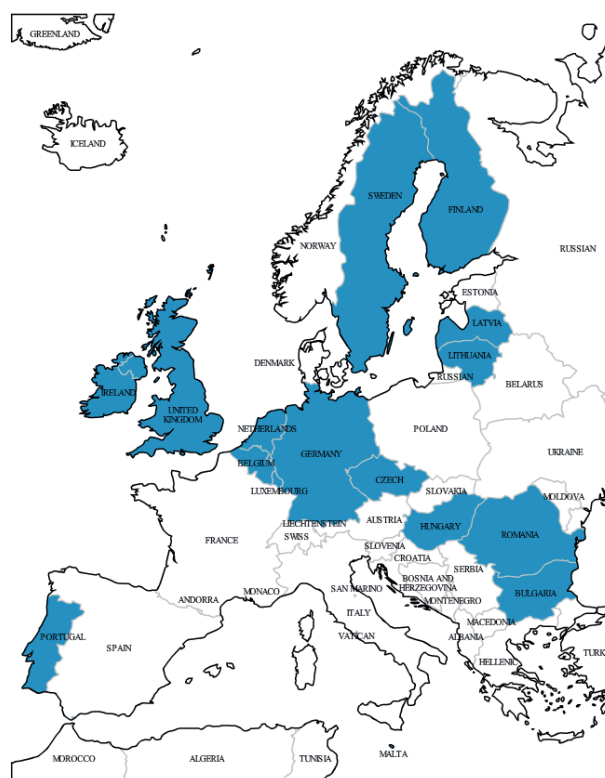 GREENLAND
ICELAND
SWEDEN
FINLAND
NORWAY
RUSSIAN
ESTONIA
LATVIA
DENMARK
LITHUANIA
RUSSIAN
BELARUS
IRELAND
UNITED
KINGDOM
NETHERLANDS
POLAND
GERMANY
UKRAINE
BELGIUM
CZECH
LUXEMBOURG
SLOVAKIA
MOLDOVA
LIECHTENSTEIN
AUSTRIA
HUNGARY
SWISS
ROMANIA
FRANCE
SLOVENIA
CROATIA
SERBIA
BOSNIA AND
HERZEGOVINA
SAN MARINO
MONACO
BULGARIA
ANDORRA
MONTENEGRO
ITALY
MACEDONIA
PORTUGAL
VATICAN
ALBANIA
SPAIN
HELLENIC
TURK
MALTA
MOROCCO
ALGERIA
TUNISIA